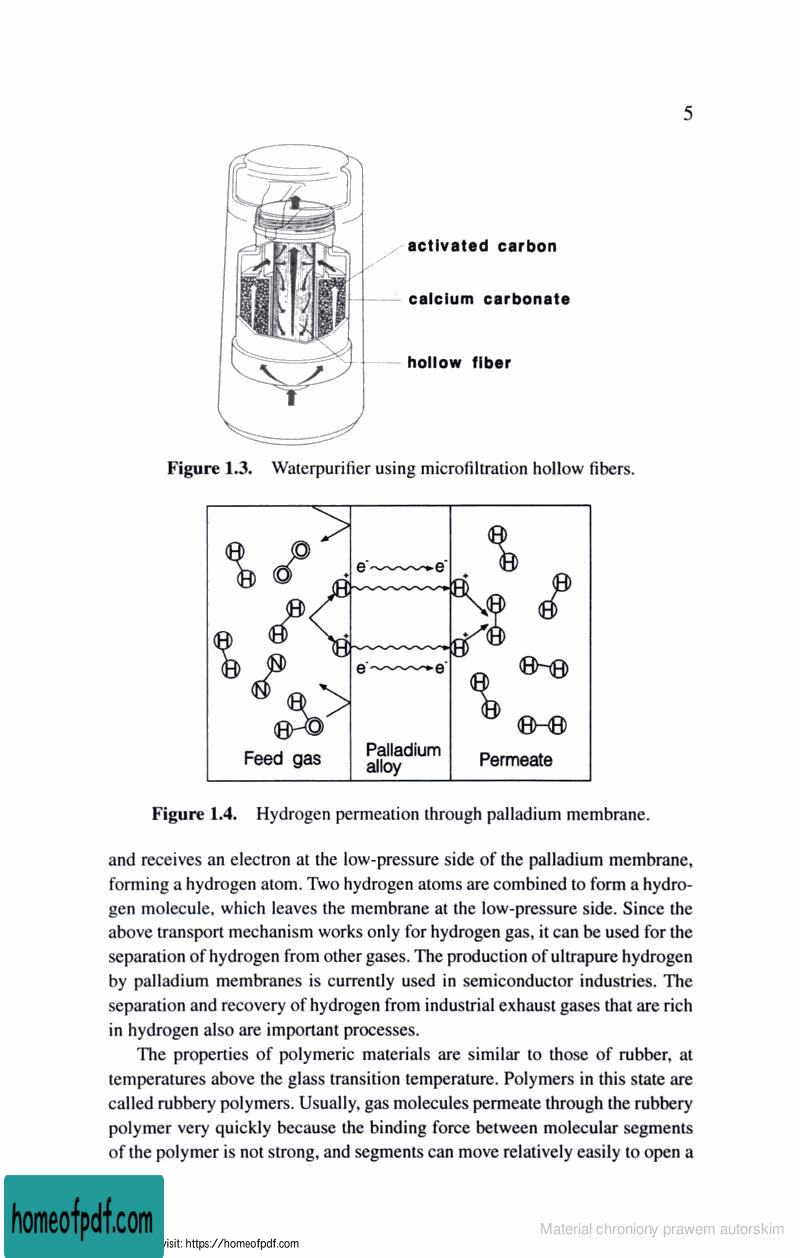 5
activated carbon
calcium carbonate
hollow fiber
Figure 1.3. Waterpurifier using microfiltration hollow fibers.
H H O O
e⁻ e⁻
H⁺ H⁺
H H
H H
H H
H H
H⁺ H⁺
H H
N N
e⁻ e⁻
H H
H H
H H O
H H
Feed gas
Palladium
alloy
Permeate
Figure 1.4. Hydrogen permeation through palladium membrane.
and receives an electron at the low-pressure side of the palladium membrane,
forming a hydrogen atom. Two hydrogen atoms are combined to form a hydro-
gen molecule, which leaves the membrane at the low-pressure side. Since the
above transport mechanism works only for hydrogen gas, it can be used for the
separation of hydrogen from other gases. The production of ultrapure hydrogen
by palladium membranes is currently used in semiconductor industries. The
separation and recovery of hydrogen from industrial exhaust gases that are rich
in hydrogen also are important processes.
The properties of polymeric materials are similar to those of rubber, at
temperatures above the glass transition temperature. Polymers in this state are
called rubbery polymers. Usually, gas molecules permeate through the rubbery
polymer very quickly because the binding force between molecular segments
of the polymer is not strong, and segments can move relatively easily to open a
homeofpdf.com
visit: https://homeofpdf.com
Material chroniony prawem autorskim